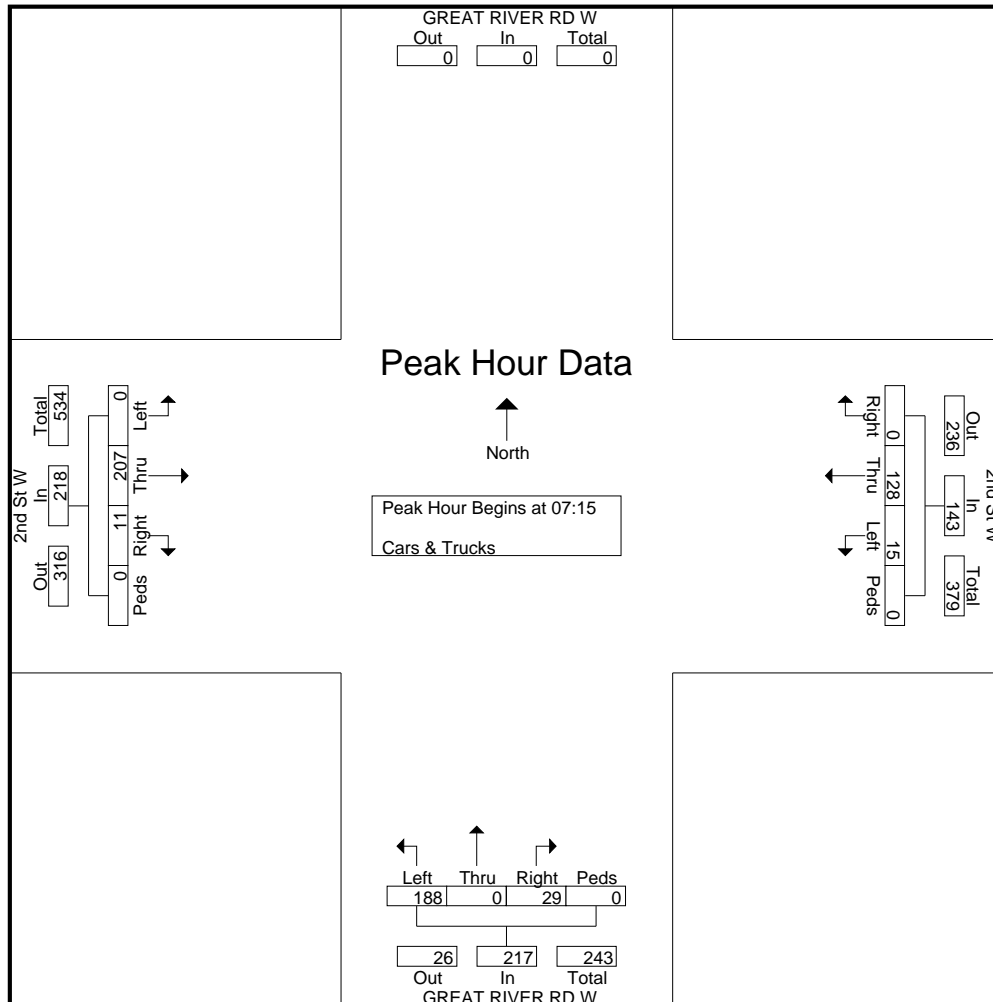 GREAT RIVER RD W
Out In Total
0 0 0
Peak Hour Data
North
Peak Hour Begins at 07:15
Cars & Trucks
2nd St W
Out In Total
316 218 534
Left Thru Right Peds
0 207 11 0
Right Thru Left Peds
0 128 15 0
Out In Total
236 143 379
2nd St W
Left Thru Right Peds
188 0 29 0
26 217 243
Out In Total
GREAT RIVER RD W